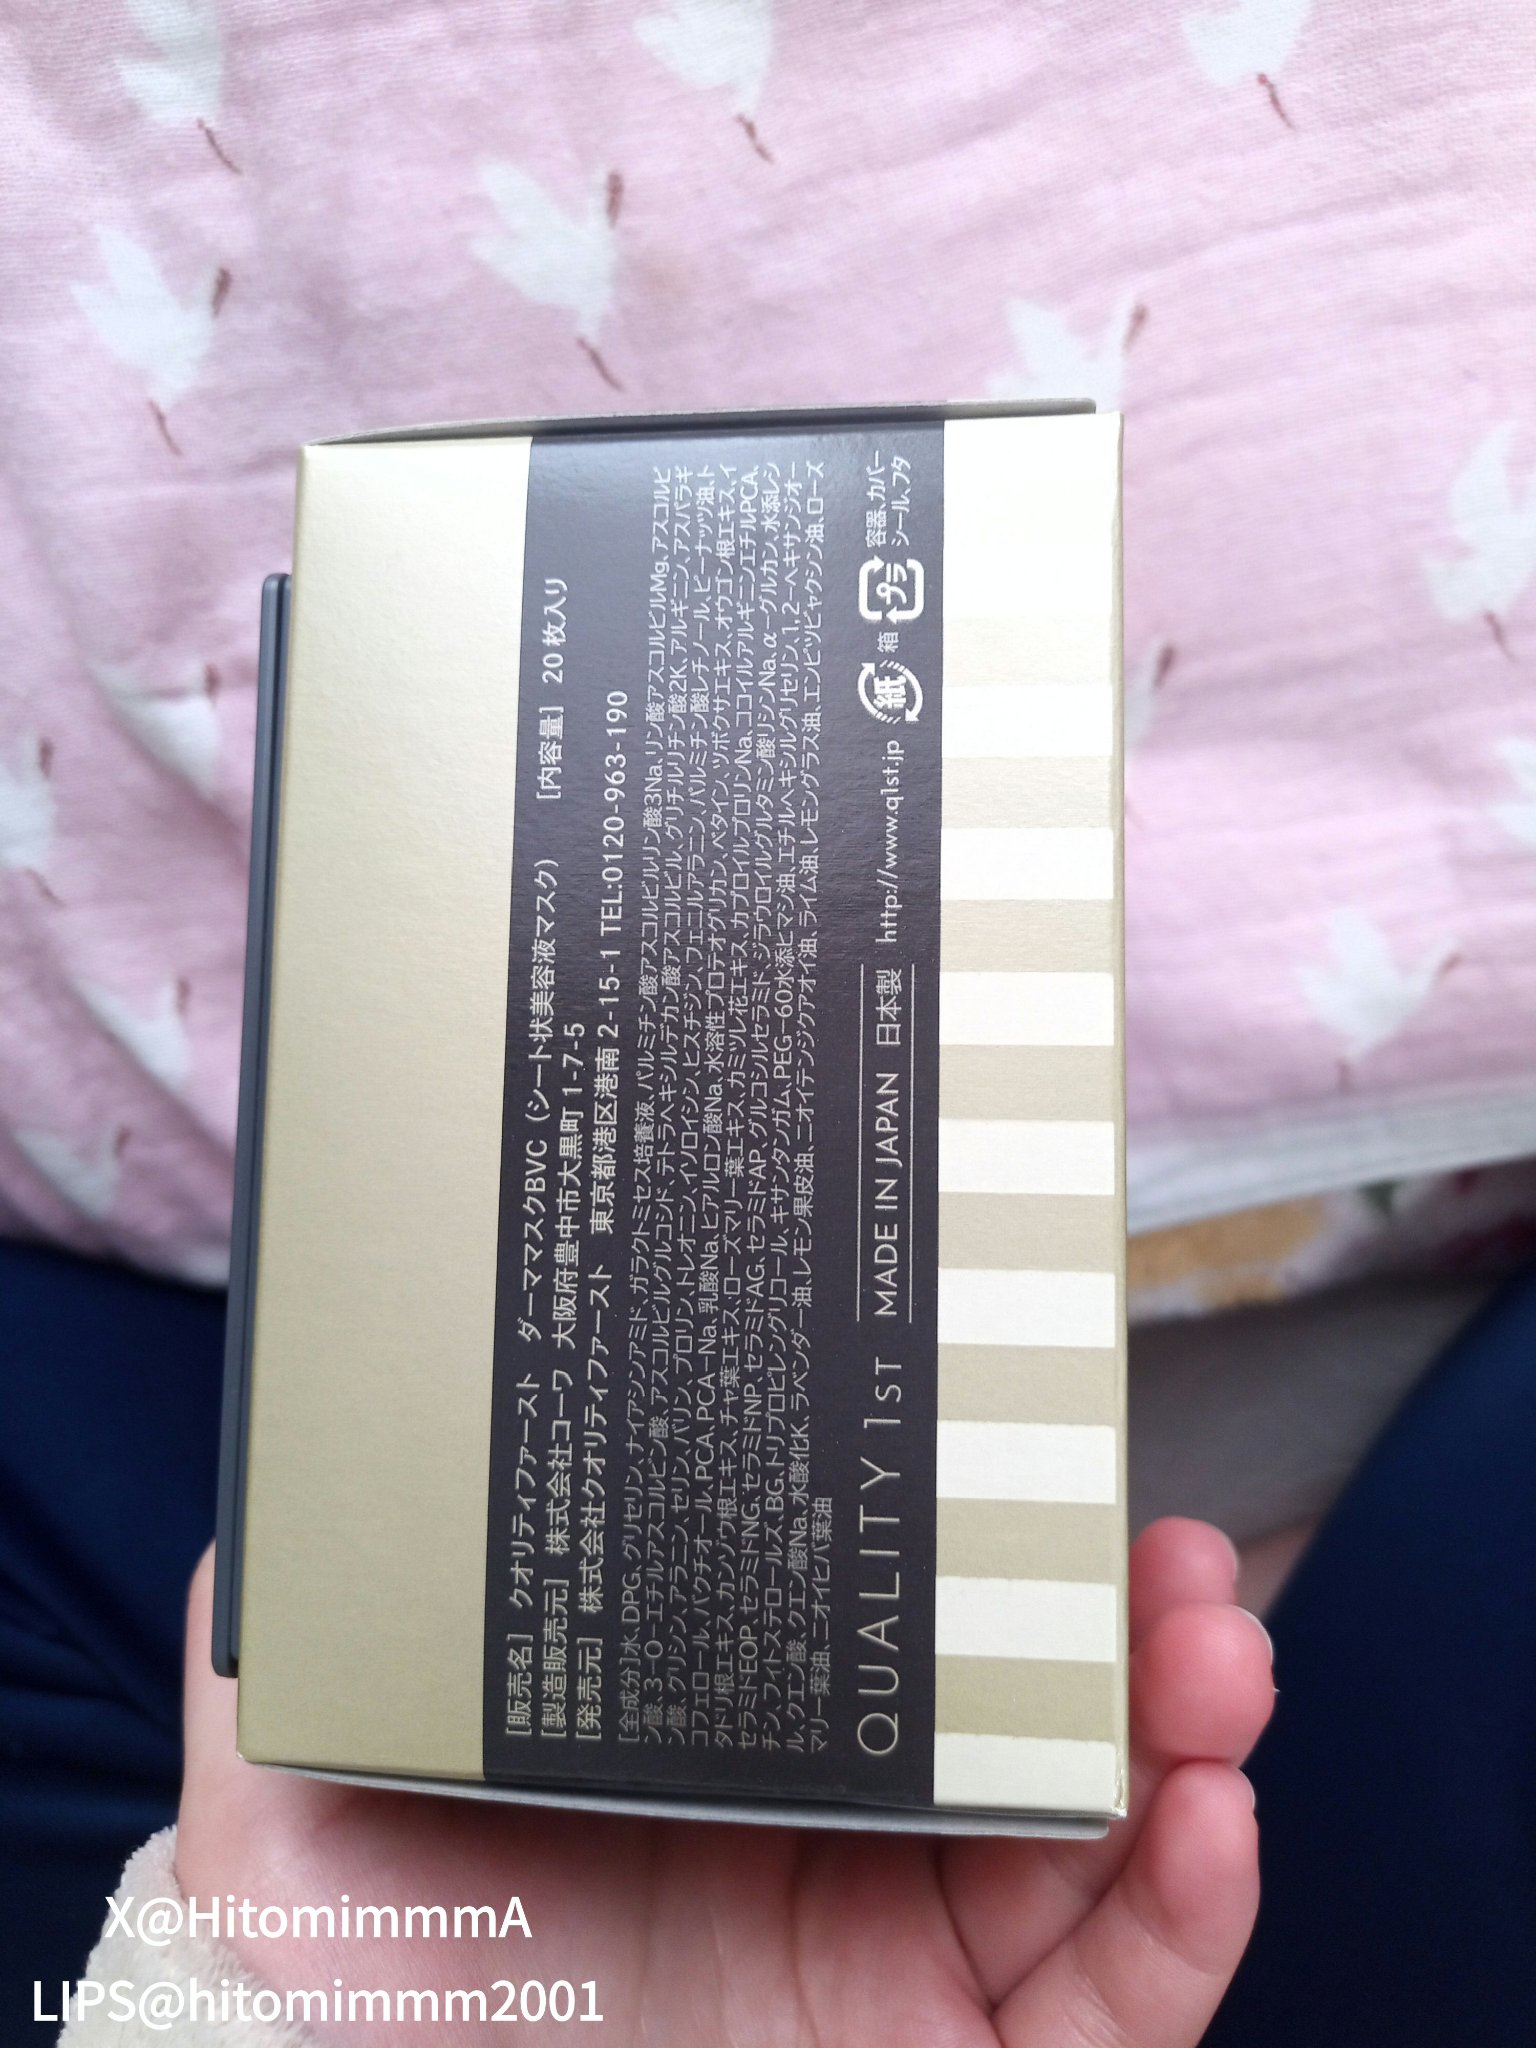 [販売名] クオリティファースト ダーママスクBVC（シート状美容液マスク） [内容量] 20枚入り
[製造販売元] 株式会社コーワ 大阪府豊中市大黒町 1-7-5
[発売元] 株式会社クオリティファースト 東京都港区港南 2-15-1 TEL:0120-963-190
[全成分]水、DPG、グリセリン、ナイアシンアミド、ガラクトミセス培養液、パルミチン酸アスコルビルリン酸3Na、リン酸アスコルビルMg、アスコルビ
ン酸、3-O-エチルアスコルビン酸、アスコルビルグルコシド、テトラヘキシルデカン酸アスコルビル、グリチルリチン酸2K、アルギニン、アスパラギ
ン酸、グリシン、アラニン、セリン、バリン、プロリン、トレオニン、イソロイシン、ヒスチジン、フェニルアラニン、パルミチン酸レチノール、ピーナッツ油、ト
コフェロール、バクチオール、PCA、PCA-Na、乳酸Na、ヒアルロン酸Na、水溶性プロテオグリカン、ベタイン、ツボクサエキス、オウゴン根エキス、イ
タドリ根エキス、カンゾウ根エキス、チャ葉エキス、ローズマリー葉エキス、カミツレ花エキス、カプロイルプロリンNa、ココイルアルギニンエチルPCA、
セラミドEOP、セラミドNG、セラミドNP、セラミドAG、セラミドAP、グルコシルセラミド、ジラウロイルグルタミン酸リシンNa、α-グルカン、水添レシ
チン、フィトステロールズ、BG、トリプロピレングリコール、キサンタンガム、PEG-60水添ヒマシ油、エチルヘキシルグリセリン、1,2-ヘキサンジオー
ル、クエン酸、クエン酸Na、水酸化K、ラベンダー油、レモン果皮油、ニオイテンジクアオイ油、ライム油、レモングラス油、エンピツビャクシン油、ローズ
マリー葉油、ニオイヒバ葉油
QUALITY 1ST MADE IN JAPAN 日本製 http://www.q1st.jp 紙 箱 プラ 容器、カバー
シール、フタ
X@HitomimmmA
LIPS@hitomimmm2001